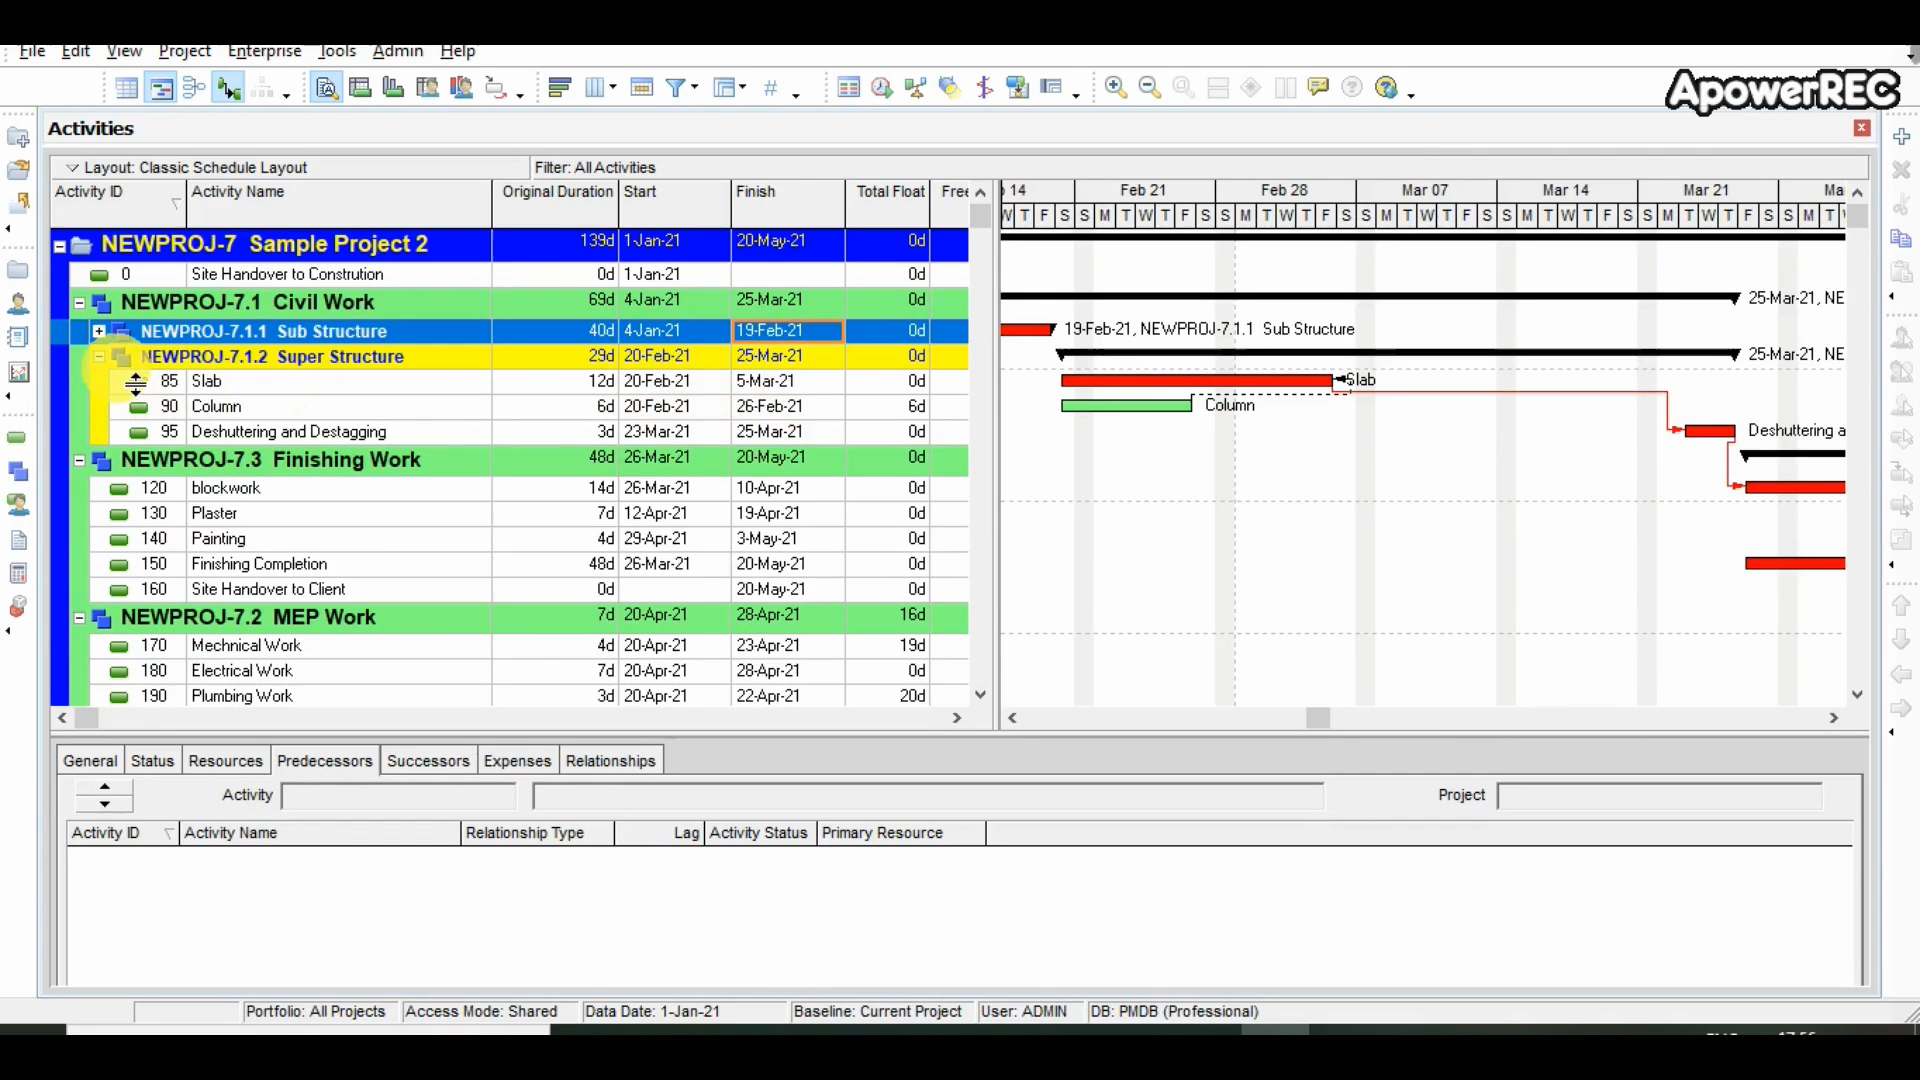 File Edit View Project Enterprise Tools Admin Help
ApowerREC
Activities
Layout: Classic Schedule Layout Filter: All Activities
Activity ID Activity Name Original Duration Start Finish Total Float Free
14 Feb 21 Feb 28 Mar 07 Mar 14 Mar 21 Ma
W T F S S M T W T F S S M T W T F S S M T W T F S S M T W T F S S M T W T F S S M T W
NEWPROJ-7 Sample Project 2 139d 1-Jan-21 20-May-21 0d
0 Site Handover to Constrution 0d 1-Jan-21 0d
NEWPROJ-7.1 Civil Work 69d 4-Jan-21 25-Mar-21 0d 25-Mar-21, NE
NEWPROJ-7.1.1 Sub Structure 40d 4-Jan-21 19-Feb-21 0d 19-Feb-21, NEWPROJ-7.1.1 Sub Structure
NEWPROJ-7.1.2 Super Structure 29d 20-Feb-21 25-Mar-21 0d 25-Mar-21, NE
85 Slab 12d 20-Feb-21 5-Mar-21 0d Slab
90 Column 6d 20-Feb-21 26-Feb-21 6d Column
95 Deshuttering and Destagging 3d 23-Mar-21 25-Mar-21 0d Deshuttering a
NEWPROJ-7.3 Finishing Work 48d 26-Mar-21 20-May-21 0d
120 blockwork 14d 26-Mar-21 10-Apr-21 0d
130 Plaster 7d 12-Apr-21 19-Apr-21 0d
140 Painting 4d 29-Apr-21 3-May-21 0d
150 Finishing Completion 48d 26-Mar-21 20-May-21 0d
160 Site Handover to Client 0d 20-May-21 0d
NEWPROJ-7.2 MEP Work 7d 20-Apr-21 28-Apr-21 16d
170 Mechnical Work 4d 20-Apr-21 23-Apr-21 19d
180 Electrical Work 7d 20-Apr-21 28-Apr-21 16d
190 Plumbing Work 3d 20-Apr-21 22-Apr-21 20d
General Status Resources Predecessors Successors Expenses Relationships
Activity Project
Activity ID Activity Name Relationship Type Lag Activity Status Primary Resource
Portfolio: All Projects Access Mode: Shared Data Date: 1-Jan-21 Baseline: Current Project User: ADMIN DB: PMDB (Professional)